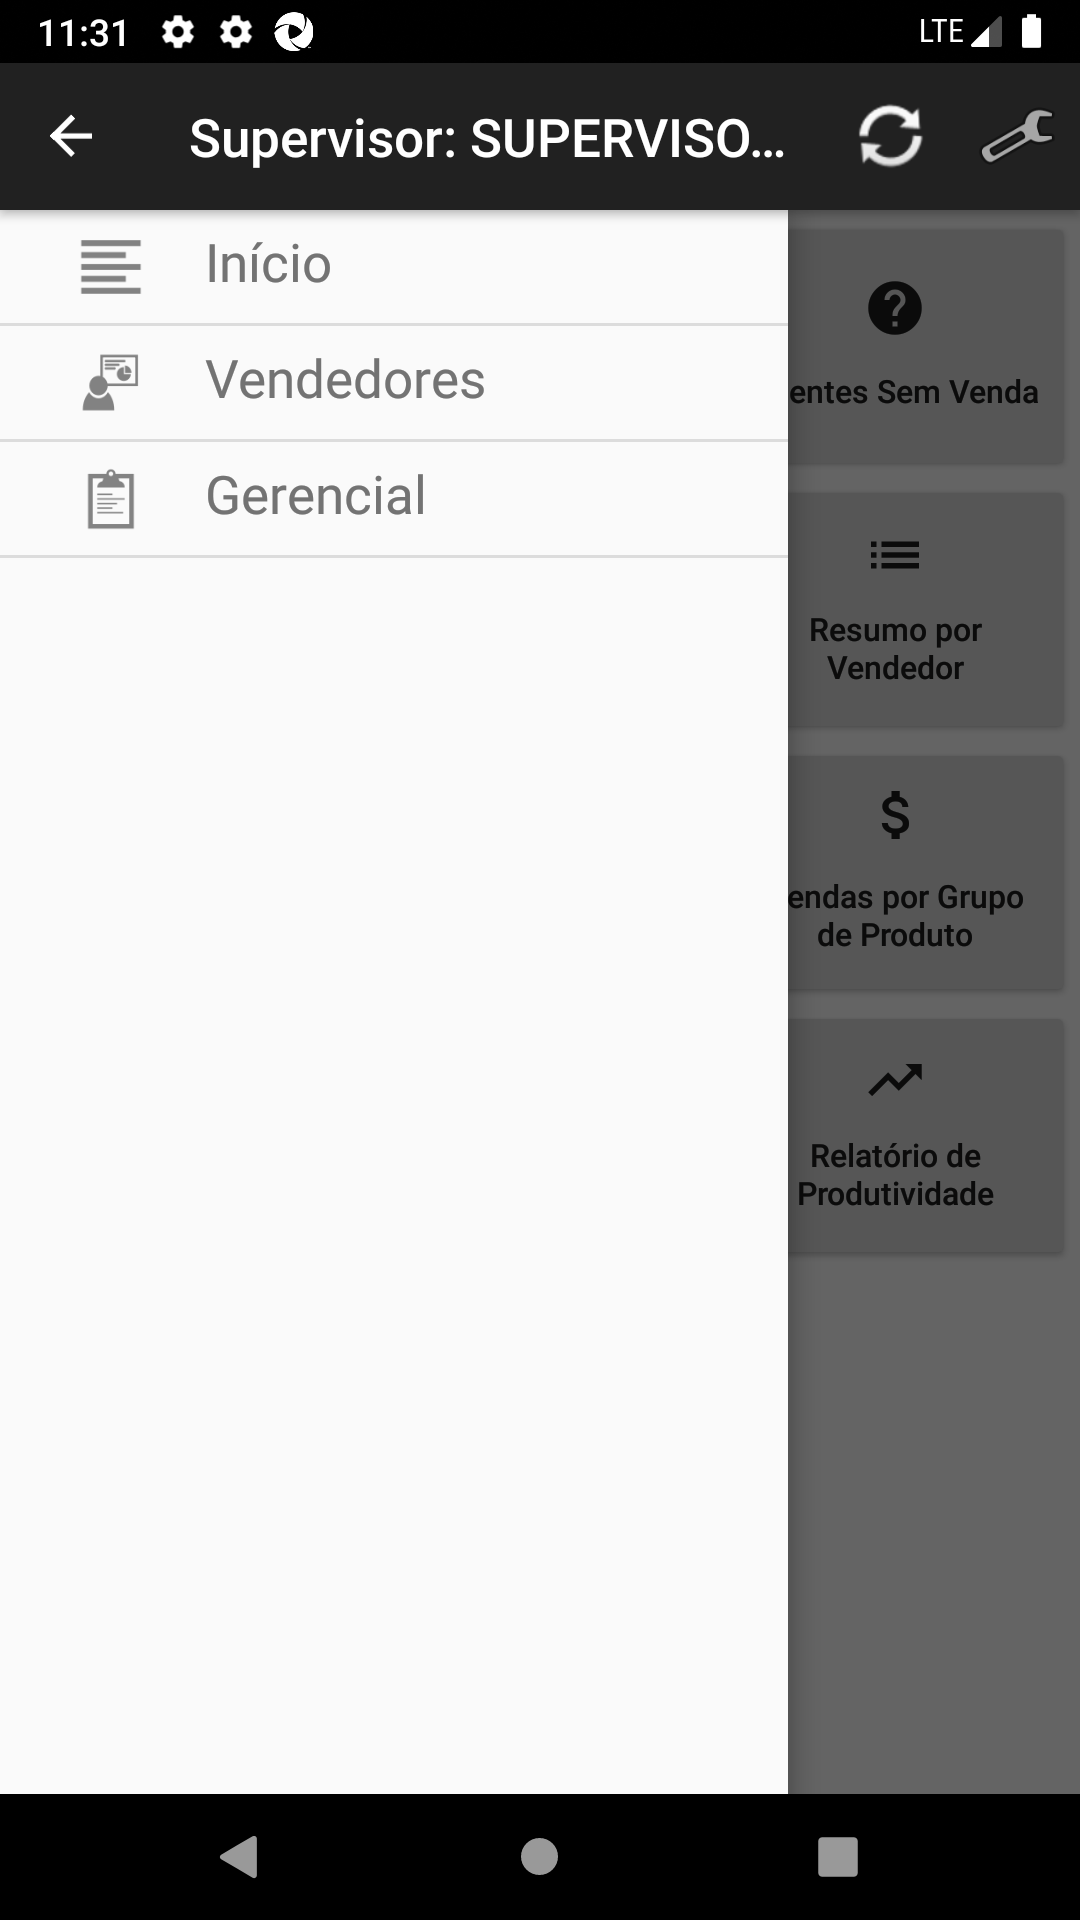 11:31
LTE
Supervisor: SUPERVISO...
Início
Vendedores
Gerencial
entes Sem Venda
Resumo por
Vendedor
endas por Grupo
de Produto
Relatório de
Produtividade